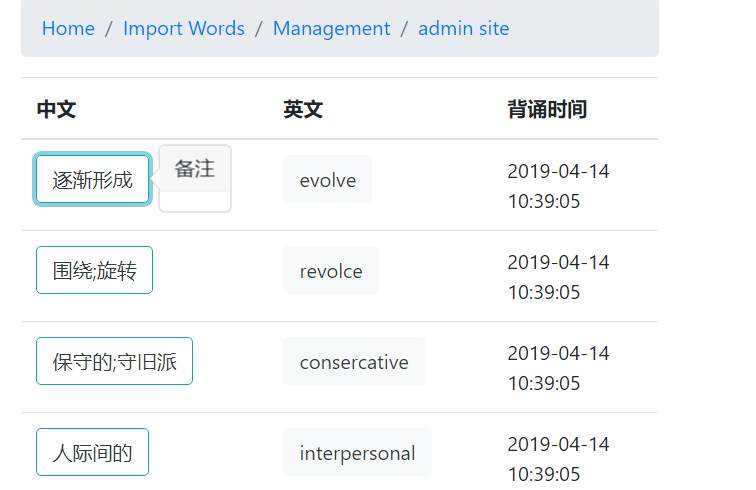 Home / Import Words / Management / admin site
中文 英文 背诵时间
逐渐形成 备注 evolve 2019-04-14
10:39:05
围绕;旋转 revolce 2019-04-14
10:39:05
保守的;守旧派 consercative 2019-04-14
10:39:05
人际间的 interpersonal 2019-04-14
10:39:05